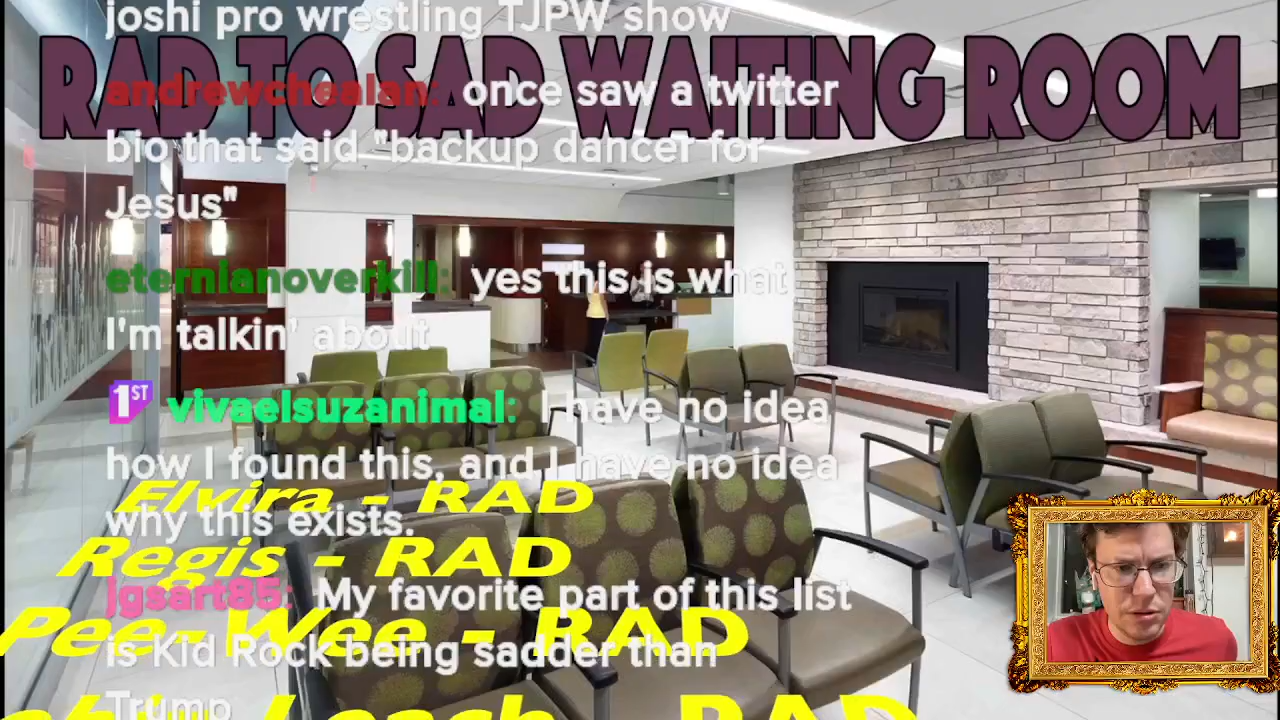 joshi pro wrestling TJPW show
RAD TO SAD WAITING ROOM
andrewchealan: once saw a twitter
bio that said "backup dancer for
Jesus"
eternianoverkill: yes this is what
I'm talkin' about
1ST vivaelsuzanimal: I have no idea
how I found this, and I have no idea
why this exists.
Elvira - RAD
Regis - RAD
jgsart85: My favorite part of this list
Pee-Wee - RAD
is Kid Rock being sadder than
Trump
Leach - RAD